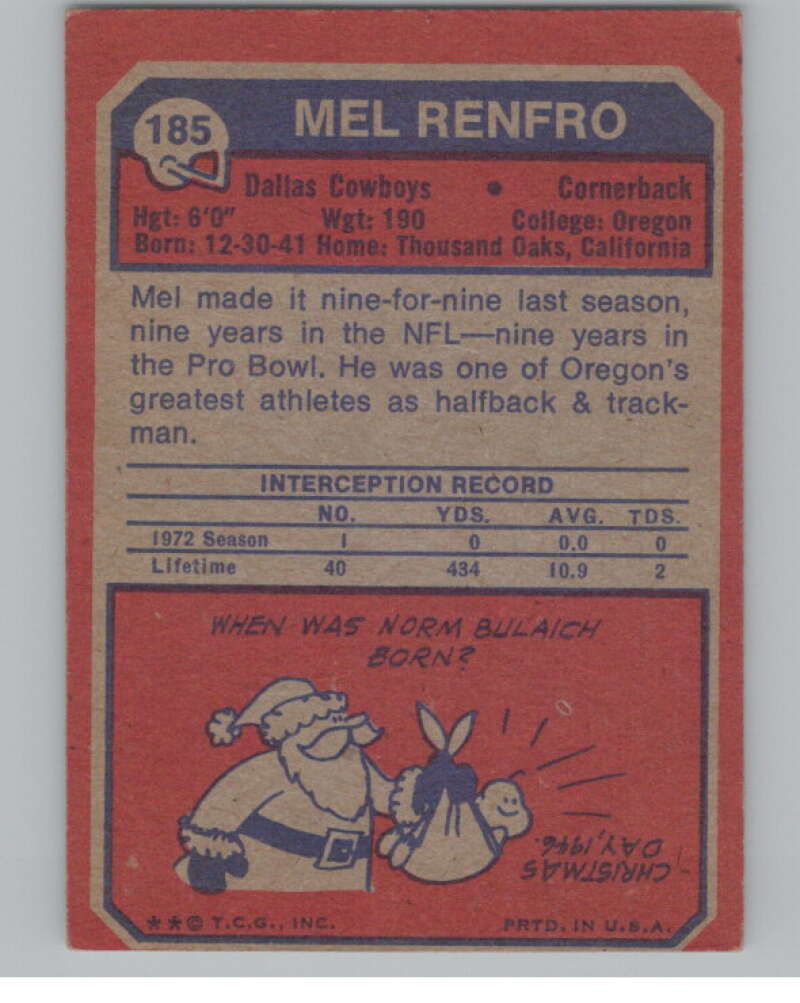 185
MEL RENFRO
Dallas Cowboys • Cornerback
Hgt: 6'0" Wgt: 190 College: Oregon
Born: 12-30-41 Home: Thousand Oaks, California
Mel made it nine-for-nine last season,
nine years in the NFL—nine years in
the Pro Bowl. He was one of Oregon's
greatest athletes as halfback & track-
man.
INTERCEPTION RECORD
NO. YDS. AVG. TDS.
1972 Season 1 0 0.0 0
Lifetime 40 434 10.9 2
WHEN WAS NORM BULAICH
BORN?
CHRISTMAS
DAY, 1946.
**© T.C.G., INC. PRTD. IN U.S.A.